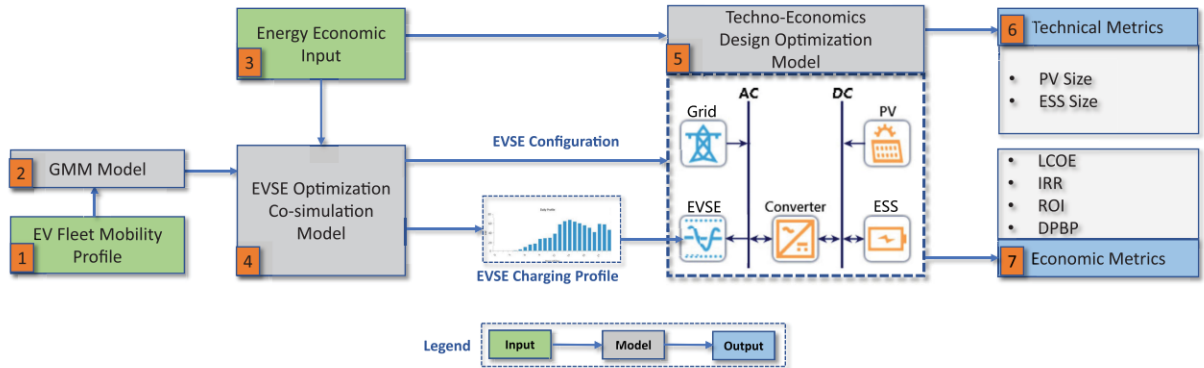 1
EV Fleet Mobility
Profile
2
GMM Model
3
Energy Economic
Input
4
EVSE Optimization
Co-simulation
Model
EVSE Configuration
EVSE Charging Profile
5
Techno-Economics
Design Optimization
Model
AC
DC
Grid
PV
EVSE
Converter
ESS
6
Technical Metrics
• PV Size
• ESS Size
• LCOE
• IRR
• ROI
• DPBP
7
Economic Metrics
Legend
Input
Model
Output